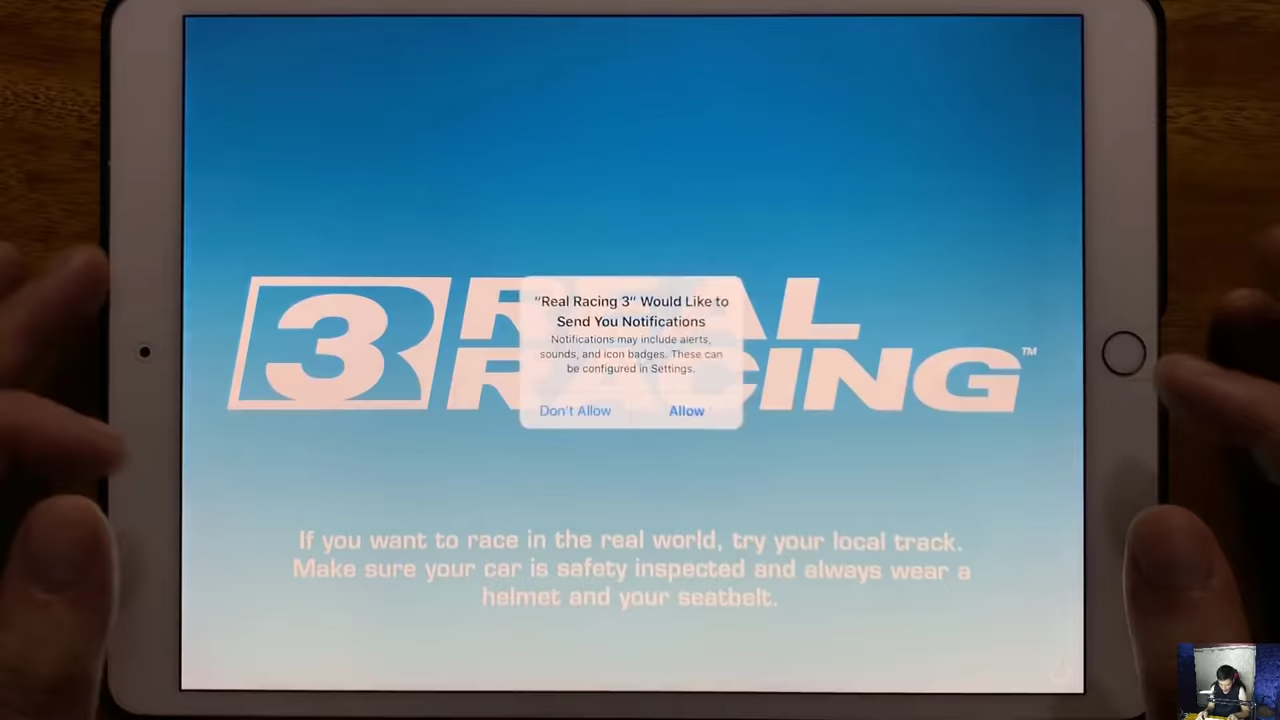 3 REAL
RACING™
"Real Racing 3" Would Like to
Send You Notifications
Notifications may include alerts,
sounds, and icon badges. These can
be configured in Settings.
Don't Allow
Allow
If you want to race in the real world, try your local track.
Make sure your car is safety inspected and always wear a
helmet and your seatbelt.